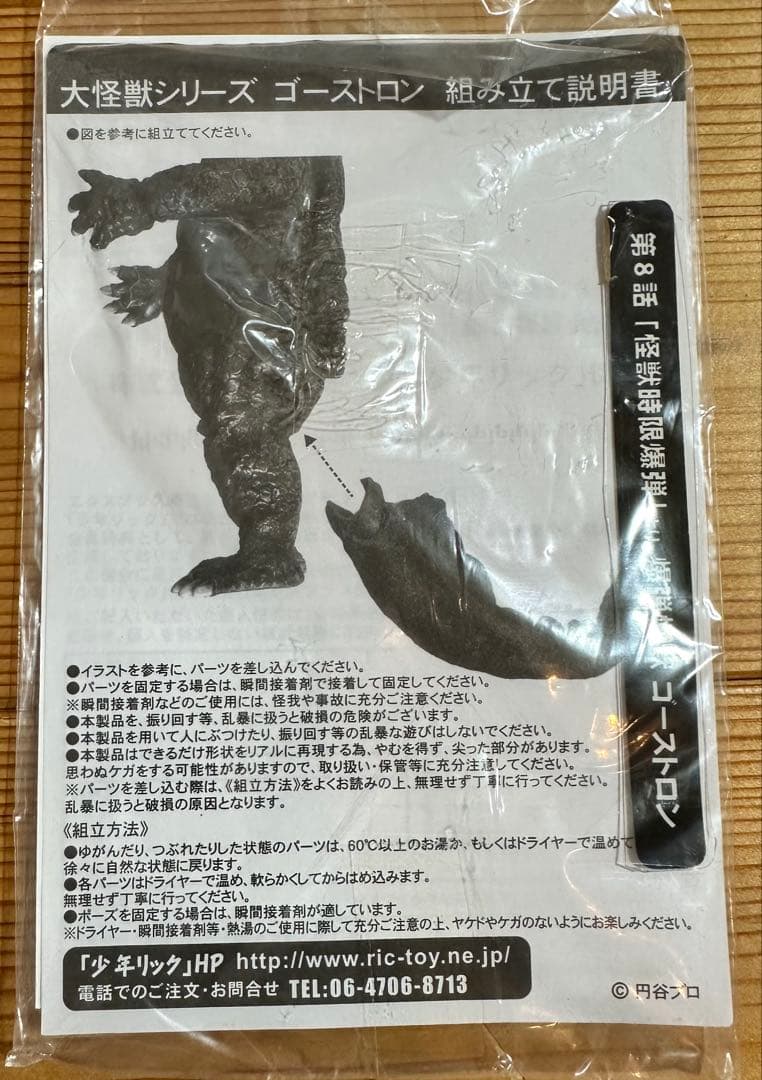 大怪獣シリーズ ゴーストロン 組み立て説明書
●図を参考に組立ててください。
第8話「怪獣時限爆弾」より 爆弾怪獣 ゴーストロン
●イラストを参考に、パーツを差し込んでください。
●パーツを固定する場合は、瞬間接着剤で接着して固定してください。
※瞬間接着剤などのご使用には、怪我や事故に充分ご注意ください。
●本製品を、振り回す等、乱暴に扱うと破損の危険がございます。
●本製品を用いて人にぶつけたり、振り回す等の乱暴な遊びはしないでください。
●本製品はできるだけ形状をリアルに再現する為、やむを得ず、尖った部分があります。
思わぬケガをする可能性がありますので、取り扱い・保管等に充分注意してください。
※パーツを差し込む際は、《組立方法》をよくお読みの上、無理せず丁寧に行ってください。
乱暴に扱うと破損の原因となります。
《組立方法》
●ゆがんだり、つぶれたりした状態のパーツは、60℃以上のお湯か、もしくはドライヤーで温めて
徐々に自然な状態に戻ります。
●各パーツはドライヤーで温め、軟らかくしてからはめ込みます。
無理せず丁寧に行ってください。
●ポーズを固定する場合は、瞬間接着剤が適しています。
※ドライヤー・瞬間接着剤等・熱湯のご使用に際して充分ご注意の上、ヤケドやケガのないようにお楽しみください。
「少年リック」HP http://www.ric-toy.ne.jp/
電話でのご注文・お問合せ TEL:06-4706-8713
© 円谷プロ